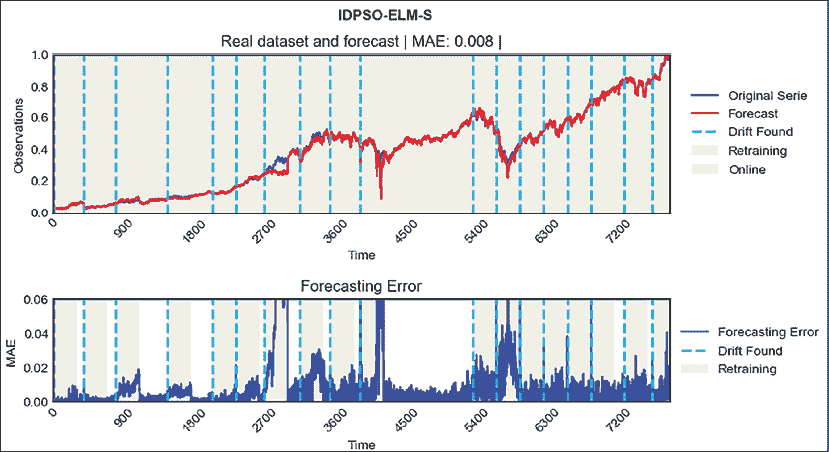 IDPSO-ELM-S
Real dataset and forecast | MAE: 0.008 |
Observations
1.0
0.8
0.6
0.4
0.2
0.0
0
900
1800
2700
3600
4500
5400
6300
7200
Time
Original Serie
Forecast
Drift Found
Retraining
Online
Forecasting Error
MAE
0.06
0.04
0.02
0.00
0
900
1800
2700
3600
4500
5400
6300
7200
Time
Forecasting Error
Drift Found
Retraining